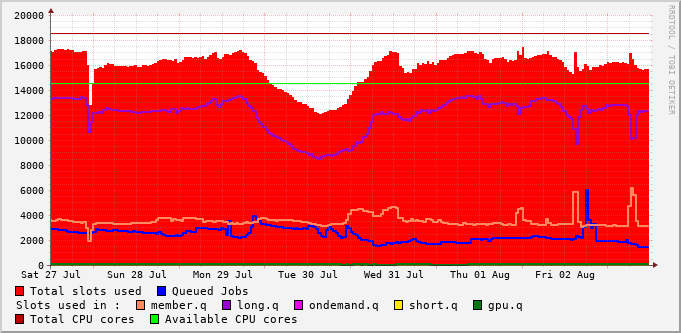 20000
18000
16000
14000
12000
10000
8000
6000
4000
2000
0
Sat 27 Jul Sun 28 Jul Mon 29 Jul Tue 30 Jul Wed 31 Jul Thu 01 Aug Fri 02 Aug
Total slots used Queued Jobs
Slots used in : member.q long.q ondemand.q short.q gpu.q
Total CPU cores Available CPU cores
RRDTOOL / TOBI OETIKER